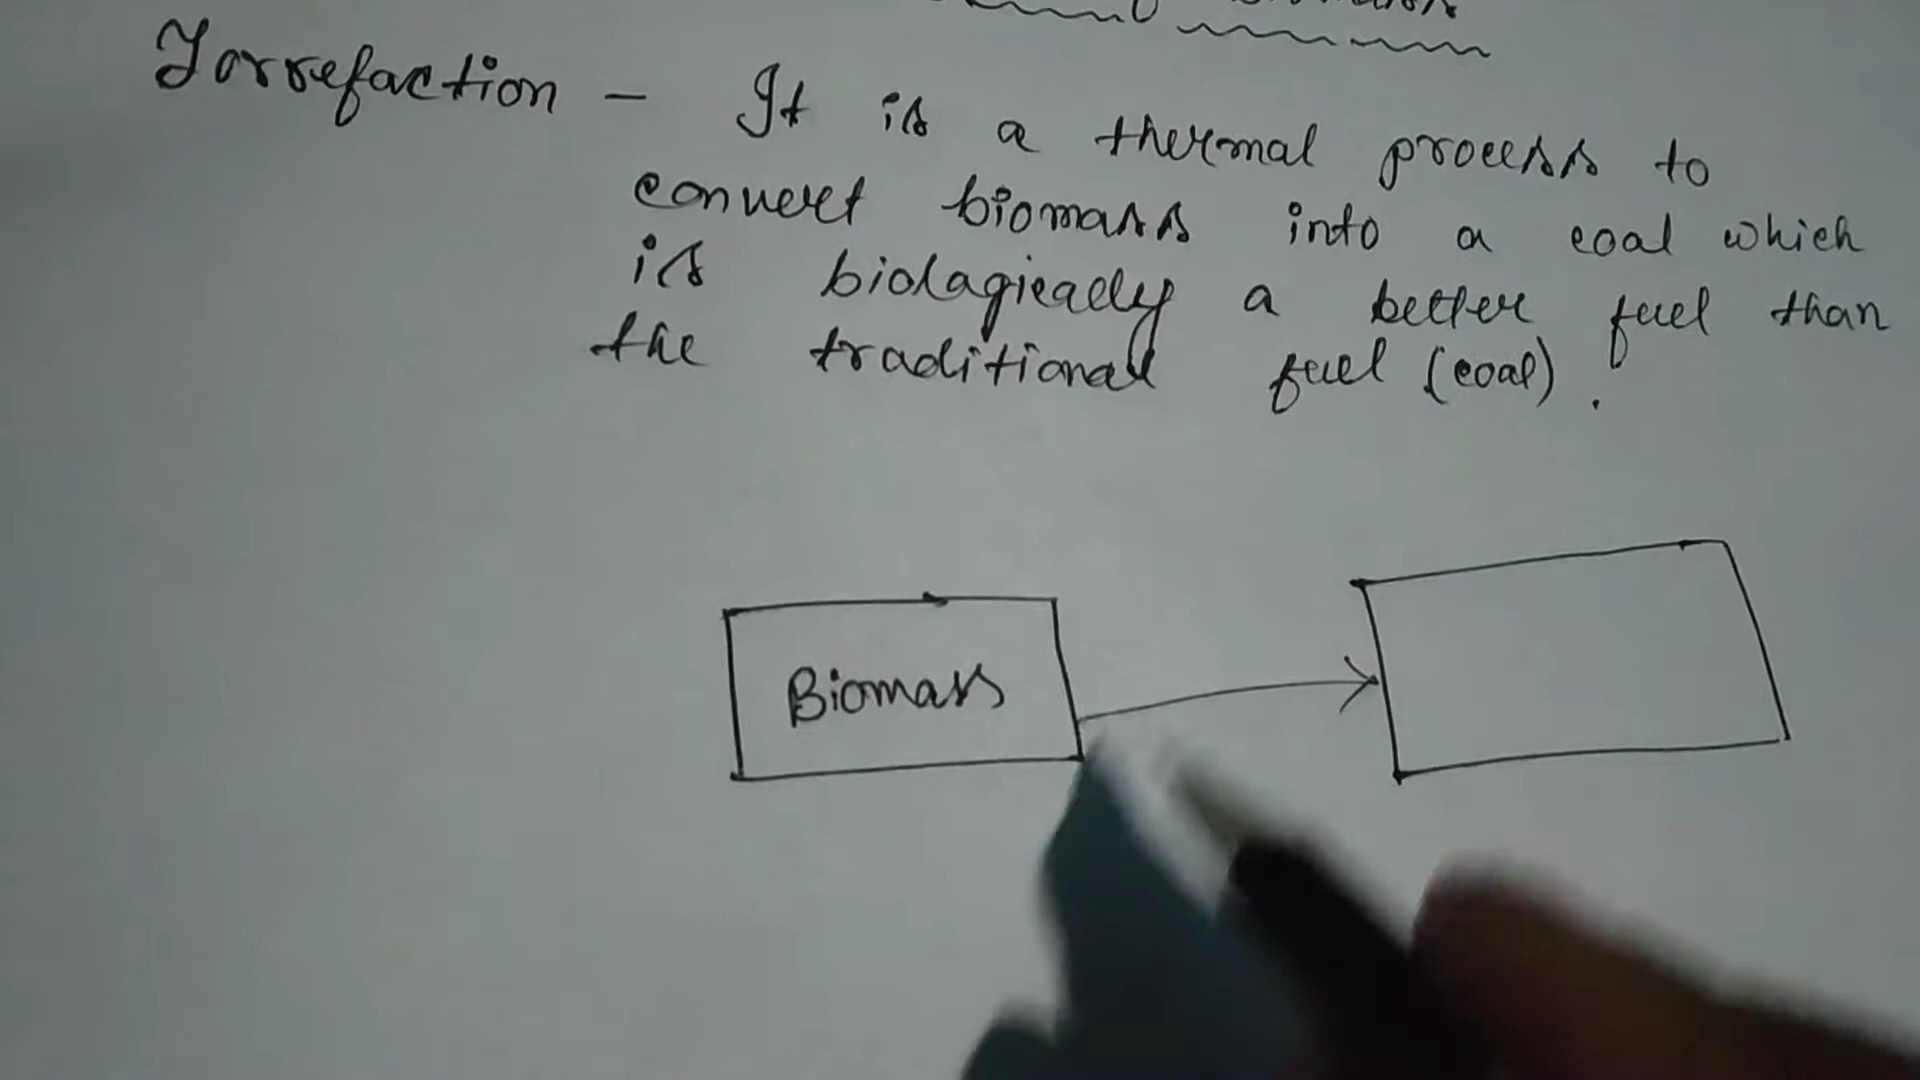 Torrefaction - It is a thermal process to
convert biomass into a coal which
is biologically a better fuel than
the traditional fuel (coal).
Biomass